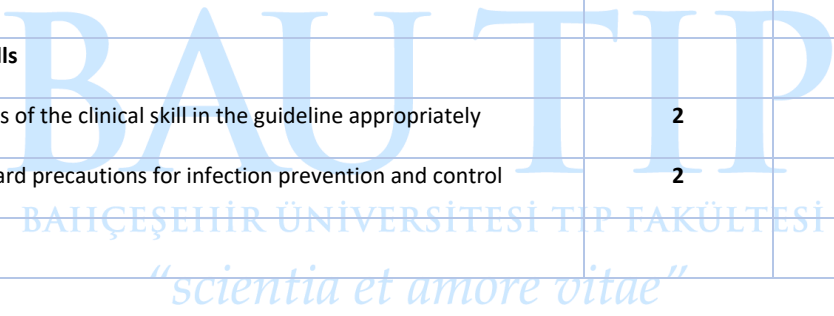 BAU TIP
lls
s of the clinical skill in the guideline appropriately 2
ard precautions for infection prevention and control 2
BAHÇEŞEHİR ÜNİVERSİTESİ TIP FAKÜLTESİ
“scientia et amore vitae”